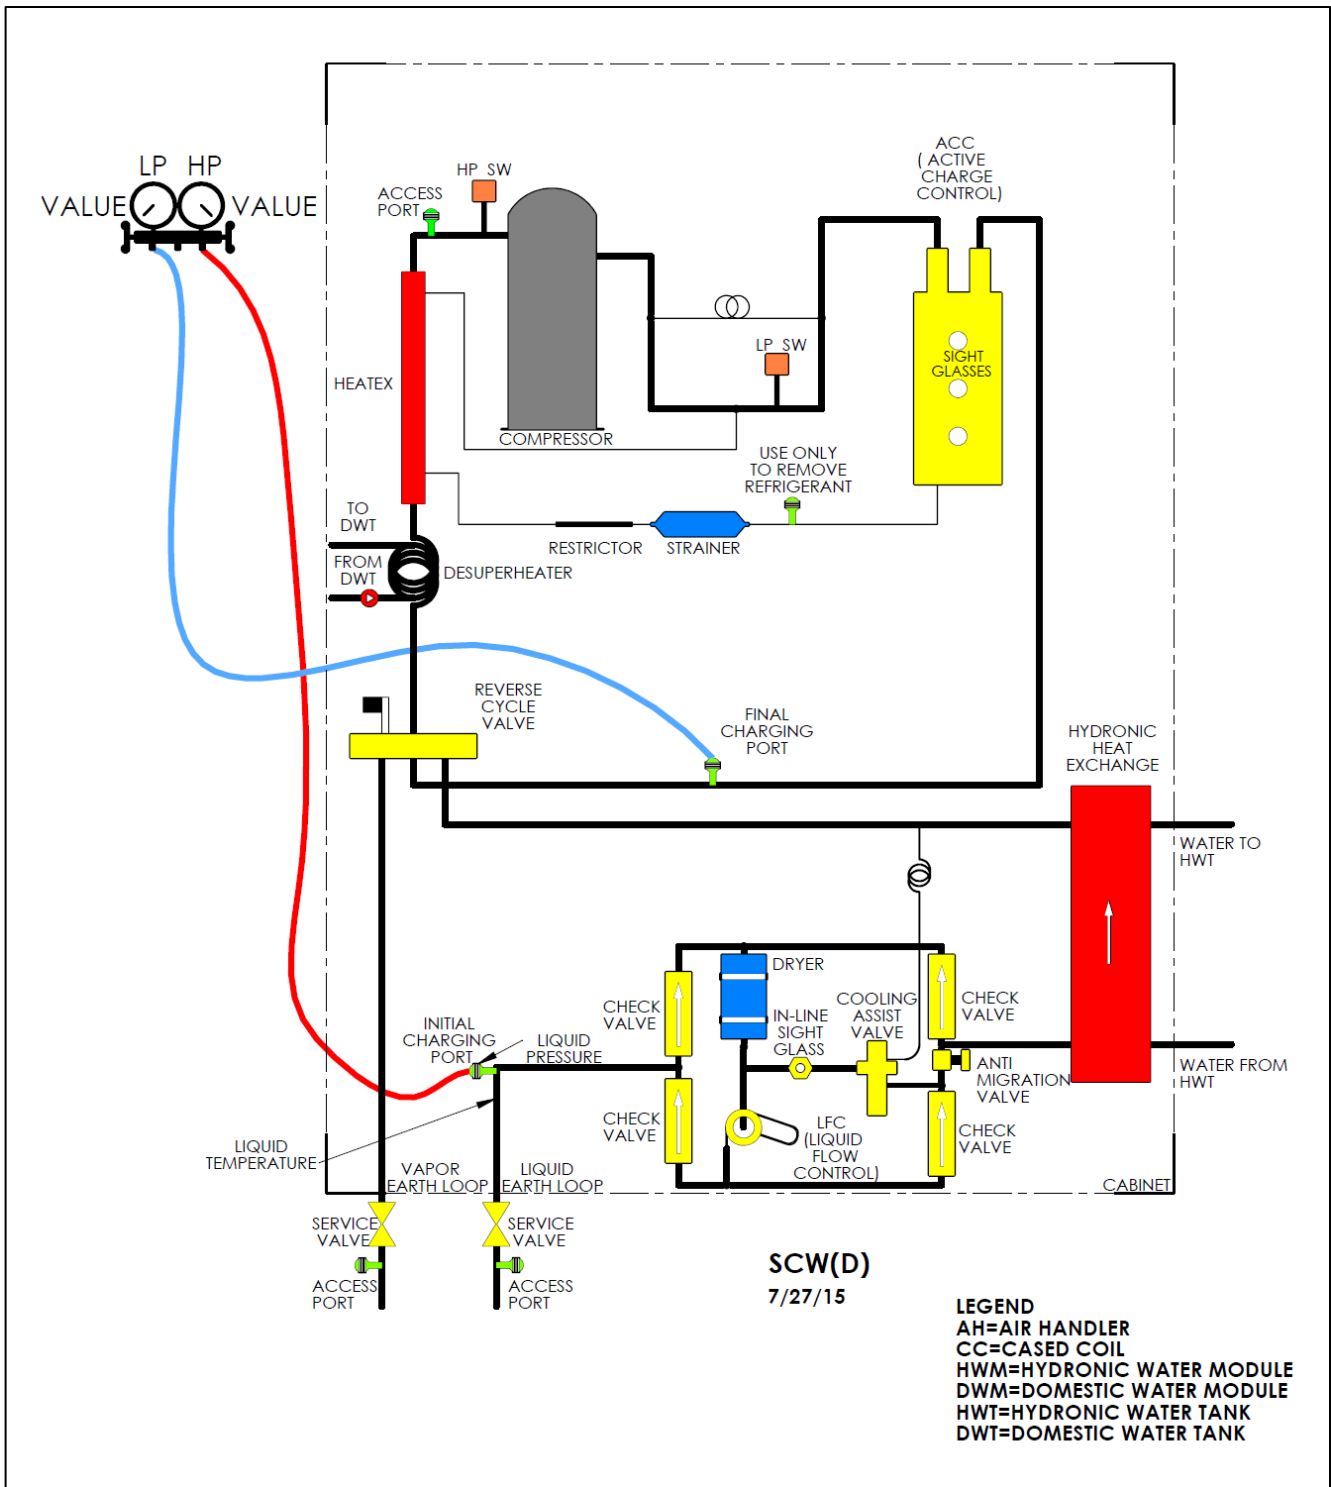 LP HP
VALUE VALUE
ACCESS
PORT
HP SW
ACC
( ACTIVE
CHARGE
CONTROL)
LP SW
SIGHT
GLASSES
HEATEX
COMPRESSOR
USE ONLY
TO REMOVE
REFRIGERANT
TO
DWT
RESTRICTOR
STRAINER
FROM
DWT
DESUPERHEATER
REVERSE
CYCLE
VALVE
FINAL
CHARGING
PORT
HYDRONIC
HEAT
EXCHANGE
WATER TO
HWT
DRYER
CHECK
VALVE
IN-LINE
SIGHT
GLASS
COOLING
ASSIST
VALVE
CHECK
VALVE
INITIAL
CHARGING
PORT
LIQUID
PRESSURE
ANTI
MIGRATION
VALVE
WATER FROM
HWT
CHECK
VALVE
LFC
(LIQUID
FLOW
CONTROL)
CHECK
VALVE
LIQUID
TEMPERATURE
VAPOR
EARTH LOOP
LIQUID
EARTH LOOP
CABINET
SERVICE
VALVE
SERVICE
VALVE
ACCESS
PORT
ACCESS
PORT
SCW(D)
7/27/15
LEGEND
AH=AIR HANDLER
CC=CASED COIL
HWM=HYDRONIC WATER MODULE
DWM=DOMESTIC WATER MODULE
HWT=HYDRONIC WATER TANK
DWT=DOMESTIC WATER TANK